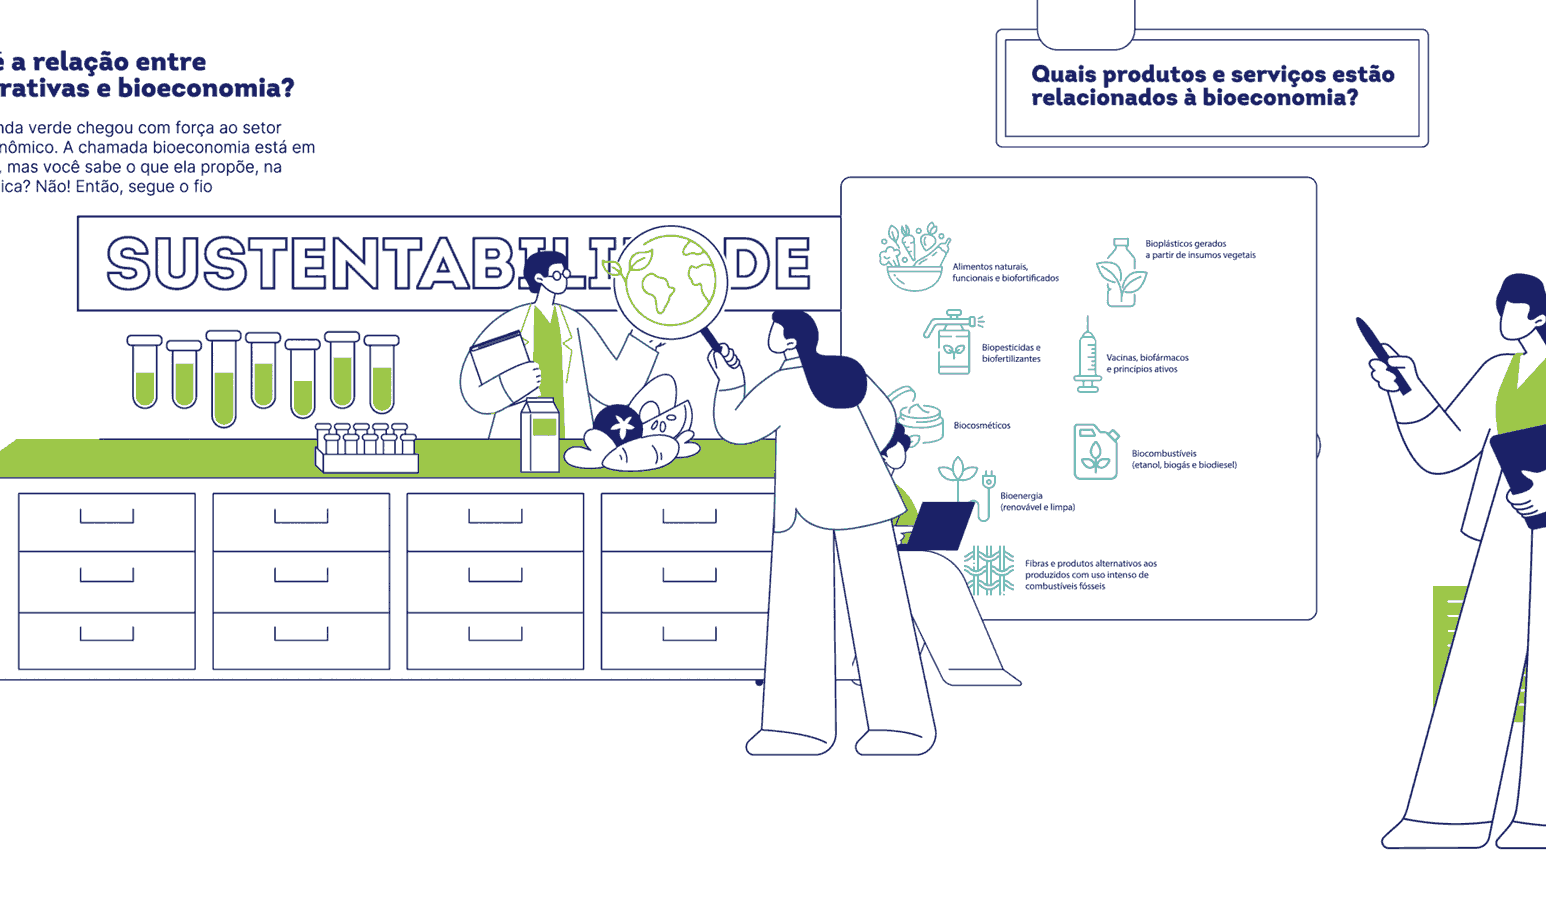 é a relação entre
rativas e bioeconomia?
nda verde chegou com força ao setor
nômico. A chamada bioeconomia está em
, mas você sabe o que ela propõe, na
ica? Não! Então, segue o fio
SUSTENTABILI DE
Quais produtos e serviços estão
relacionados à bioeconomia?
Alimentos naturais,
funcionais e biofortificados
Bioplásticos gerados
a partir de insumos vegetais
Biopesticidas e
biofertilizantes
Vacinas, biofármacos
e princípios ativos
Biocosméticos
Biocombustíveis
(etanol, biogás e biodiesel)
Bioenergia
(renovável e limpa)
Fibras e produtos alternativos aos
produzidos com uso intenso de
combustíveis fósseis